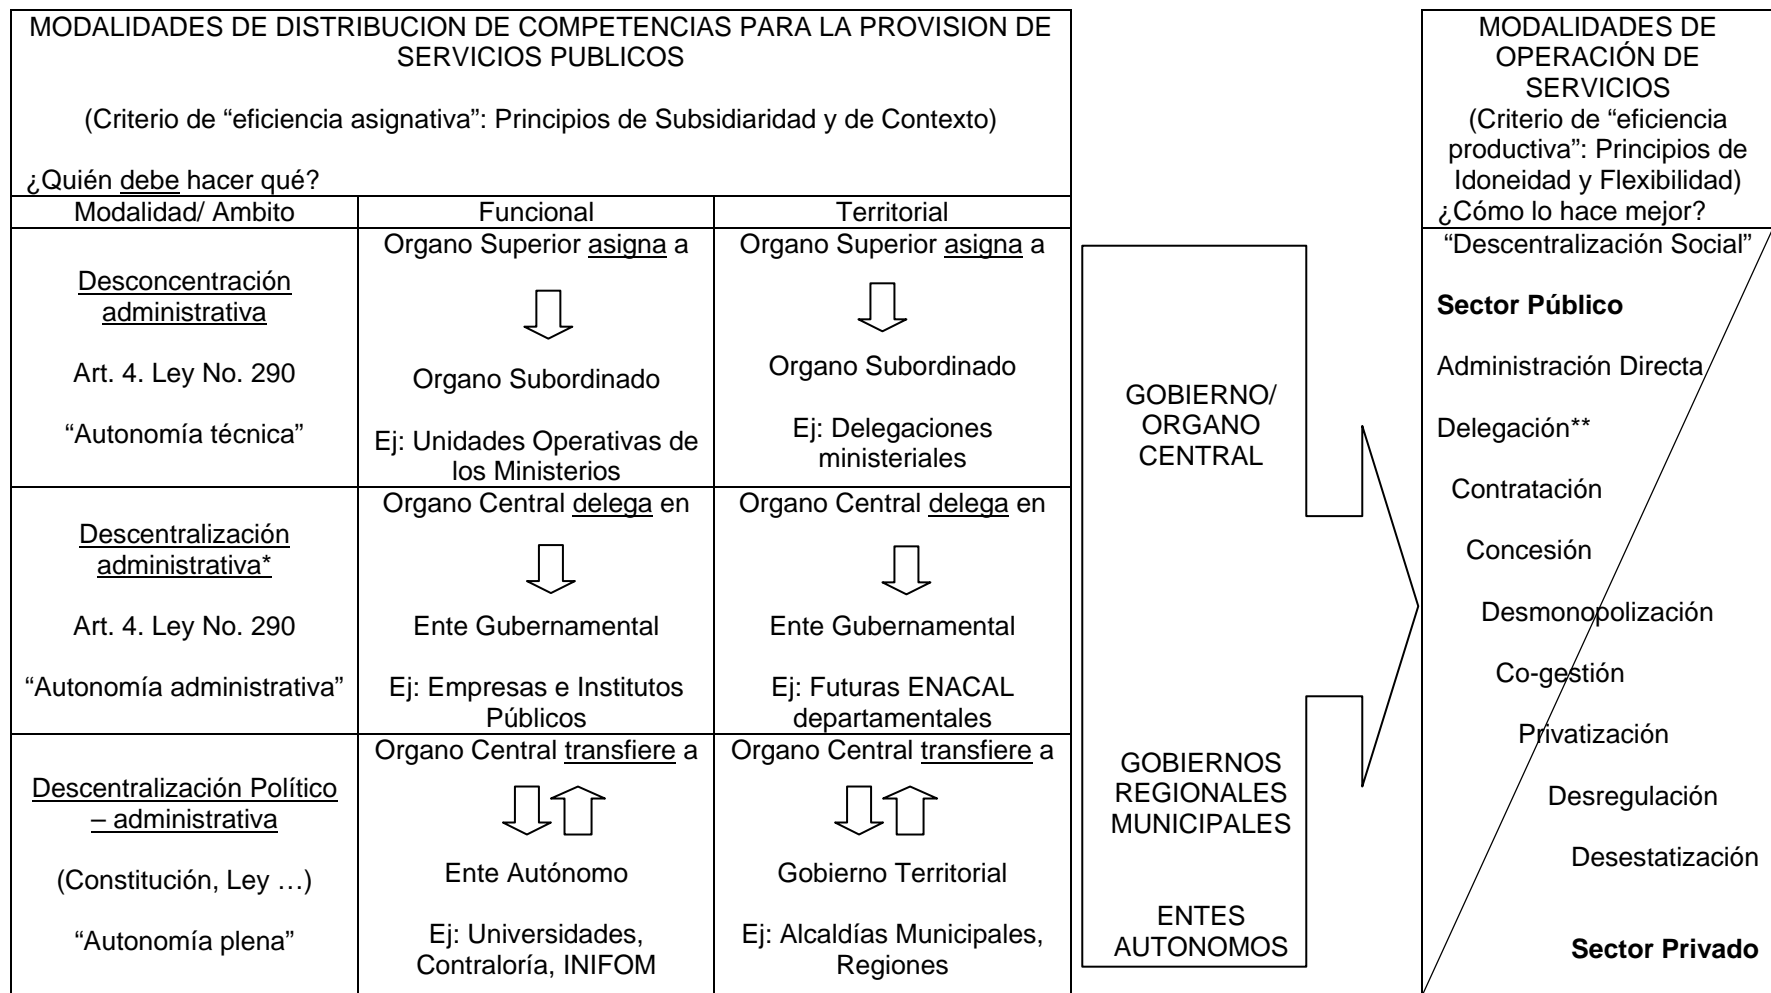 MODALIDADES DE DISTRIBUCION DE COMPETENCIAS PARA LA PROVISION DE
SERVICIOS PUBLICOS
(Criterio de “eficiencia asignativa”: Principios de Subsidiaridad y de Contexto)
¿Quién debe hacer qué?
Modalidad/ Ambito
Funcional
Territorial
Desconcentración
administrativa
Art. 4. Ley No. 290
“Autonomía técnica”
Organo Superior asigna a
Organo Subordinado
Ej: Unidades Operativas de
los Ministerios
Organo Superior asigna a
Organo Subordinado
Ej: Delegaciones
ministeriales
Descentralización
administrativa*
Art. 4. Ley No. 290
“Autonomía administrativa”
Organo Central delega en
Ente Gubernamental
Ej: Empresas e Institutos
Públicos
Organo Central delega en
Ente Gubernamental
Ej: Futuras ENACAL
departamentales
Descentralización Político
– administrativa
(Constitución, Ley …)
“Autonomía plena”
Organo Central transfiere a
Ente Autónomo
Ej: Universidades,
Contraloría, INIFOM
Organo Central transfiere a
Gobierno Territorial
Ej: Alcaldías Municipales,
Regiones
GOBIERNO/
ORGANO
CENTRAL
GOBIERNOS
REGIONALES
MUNICIPALES
ENTES
AUTONOMOS
MODALIDADES DE
OPERACIÓN DE
SERVICIOS
(Criterio de “eficiencia
productiva”: Principios de
Idoneidad y Flexibilidad)
¿Cómo lo hace mejor?
“Descentralización Social”
Sector Público
Administración Directa
Delegación**
Contratación
Concesión
Desmonopolización
Co-gestión
Privatización
Desregulación
Desestatización
Sector Privado